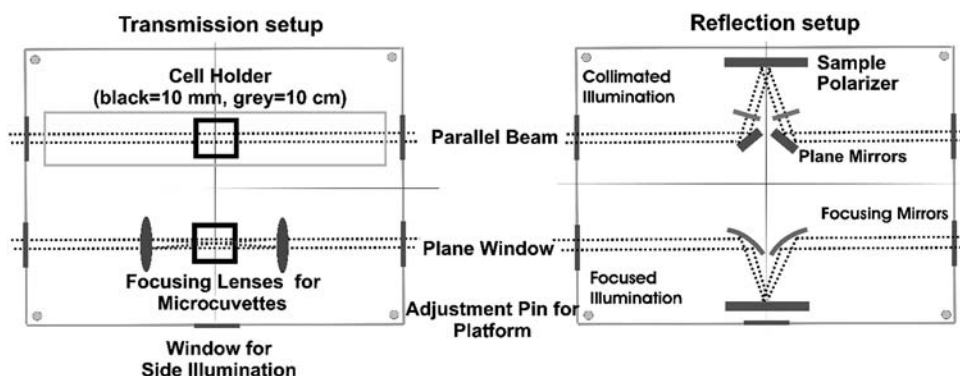 Transmission setup
Cell Holder
(black=10 mm, grey=10 cm)
Focusing Lenses for
Microcuvettes
Window for
Side Illumination
Parallel Beam
Plane Window
Adjustment Pin for
Platform
Reflection setup
Collimated
Illumination
Sample
Polarizer
Plane Mirrors
Focusing Mirrors
Focused
Illumination